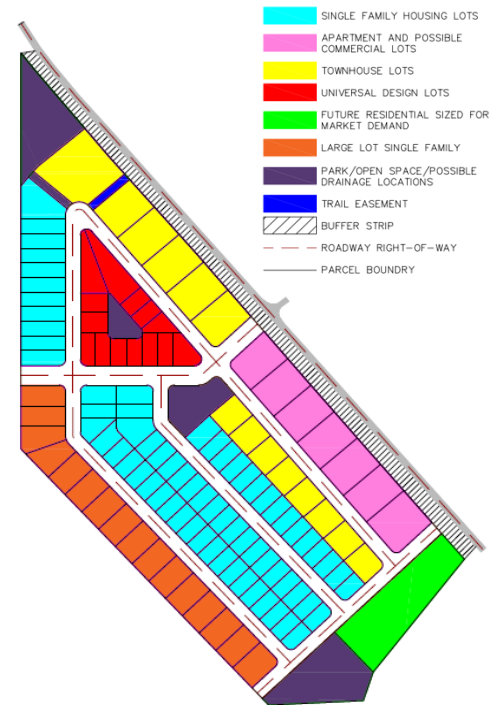 SINGLE FAMILY HOUSING LOTS
APARTMENT AND POSSIBLE
COMMERCIAL LOTS
TOWNHOUSE LOTS
UNIVERSAL DESIGN LOTS
FUTURE RESIDENTIAL SIZED FOR
MARKET DEMAND
LARGE LOT SINGLE FAMILY
PARK/OPEN SPACE/POSSIBLE
DRAINAGE LOCATIONS
TRAIL EASEMENT
BUFFER STRIP
ROADWAY RIGHT-OF-WAY
PARCEL BOUNDRY